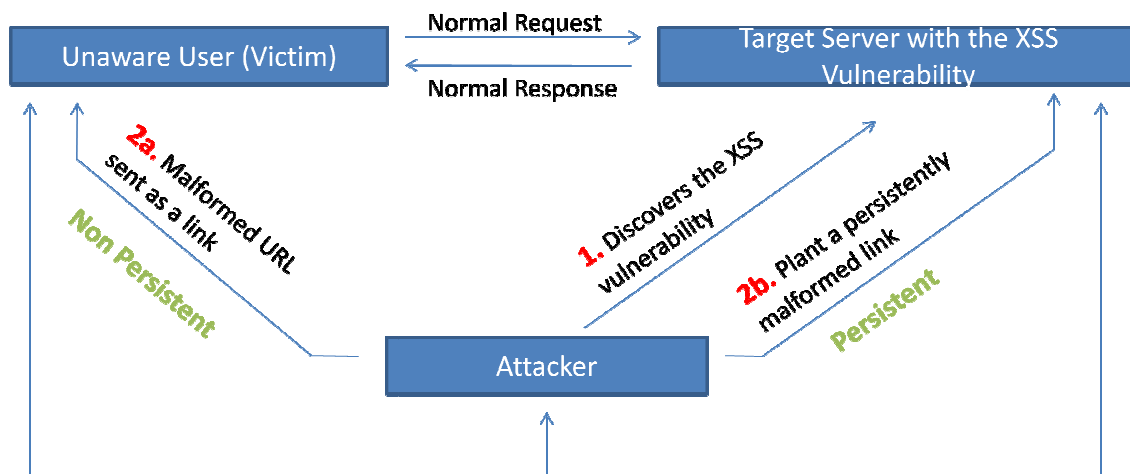 Normal Request
Unaware User (Victim)
Target Server with the XSS
Vulnerability
Normal Response
2a. Malformed URL
sent as a link
Non Persistent
1. Discovers the XSS
vulnerability
2b. Plant a persistently
malformed link
Persistent
Attacker